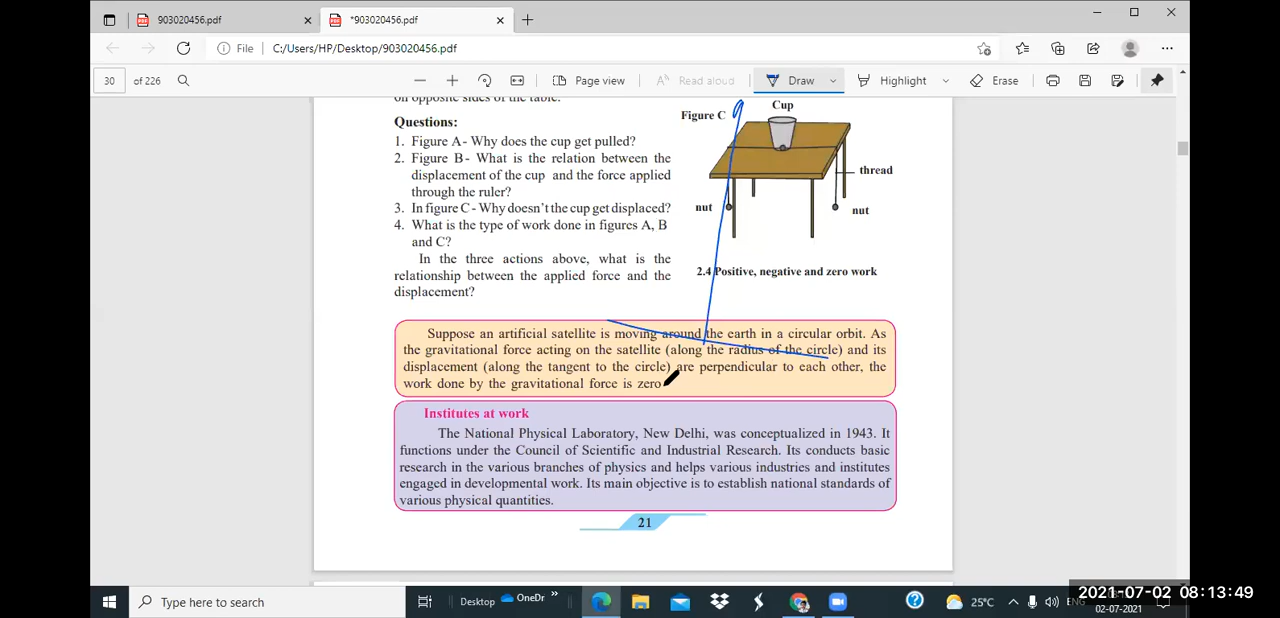 903020456.pdf
*903020456.pdf
File
C:/Users/HP/Desktop/903020456.pdf
30 of 226
Page view
Read aloud
Draw
Highlight
Erase
on opposite sides of the table.
Questions:
1. Figure A- Why does the cup get pulled?
2. Figure B- What is the relation between the
displacement of the cup and the force applied
through the ruler?
3. In figure C - Why doesn't the cup get displaced?
4. What is the type of work done in figures A, B
and C?
In the three actions above, what is the
relationship between the applied force and the
displacement?
Figure C
Cup
thread
nut
nut
2.4 Positive, negative and zero work
Suppose an artificial satellite is moving around the earth in a circular orbit. As
the gravitational force acting on the satellite (along the radius of the circle) and its
displacement (along the tangent to the circle) are perpendicular to each other, the
work done by the gravitational force is zero
Institutes at work
The National Physical Laboratory, New Delhi, was conceptualized in 1943. It
functions under the Council of Scientific and Industrial Research. Its conducts basic
research in the various branches of physics and helps various industries and institutes
engaged in developmental work. Its main objective is to establish national standards of
various physical quantities.
21
Type here to search
Desktop
OneDr
25°C
ENG
2021-07-02 08:13:49
02-07-2021